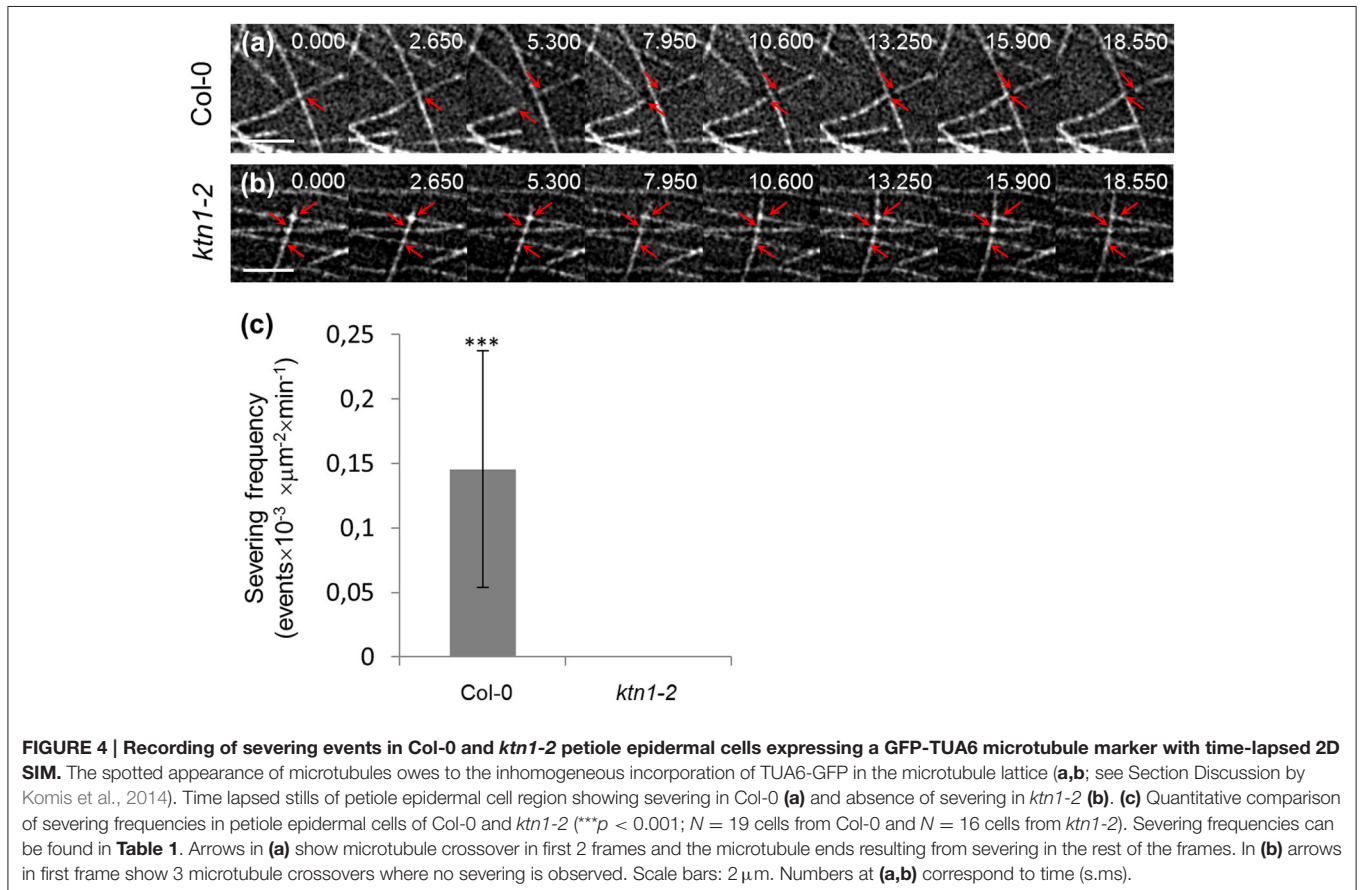 (a) 0.000 2.650 5.300 7.950 10.600 13.250 15.900 18.550
Col-0
(b) 0.000 2.650 5.300 7.950 10.600 13.250 15.900 18.550
ktn1-2
(c)
Severing frequency
(events×10-3 ×µm-2×min-1)
0,25
0,2
0,15
0,1
0,05
0
***
Col-0 ktn1-2
FIGURE 4 | Recording of severing events in Col-0 and ktn1-2 petiole epidermal cells expressing a GFP-TUA6 microtubule marker with time-lapsed 2D
SIM. The spotted appearance of microtubules owes to the inhomogeneous incorporation of TUA6-GFP in the microtubule lattice (a,b; see Section Discussion by
Komis et al., 2014). Time lapsed stills of petiole epidermal cell region showing severing in Col-0 (a) and absence of severing in ktn1-2 (b). (c) Quantitative comparison
of severing frequencies in petiole epidermal cells of Col-0 and ktn1-2 (***p < 0.001; N = 19 cells from Col-0 and N = 16 cells from ktn1-2). Severing frequencies can
be found in Table 1. Arrows in (a) show microtubule crossover in first 2 frames and the microtubule ends resulting from severing in the rest of the frames. In (b) arrows
in first frame show 3 microtubule crossovers where no severing is observed. Scale bars: 2 µm. Numbers at (a,b) correspond to time (s.ms).